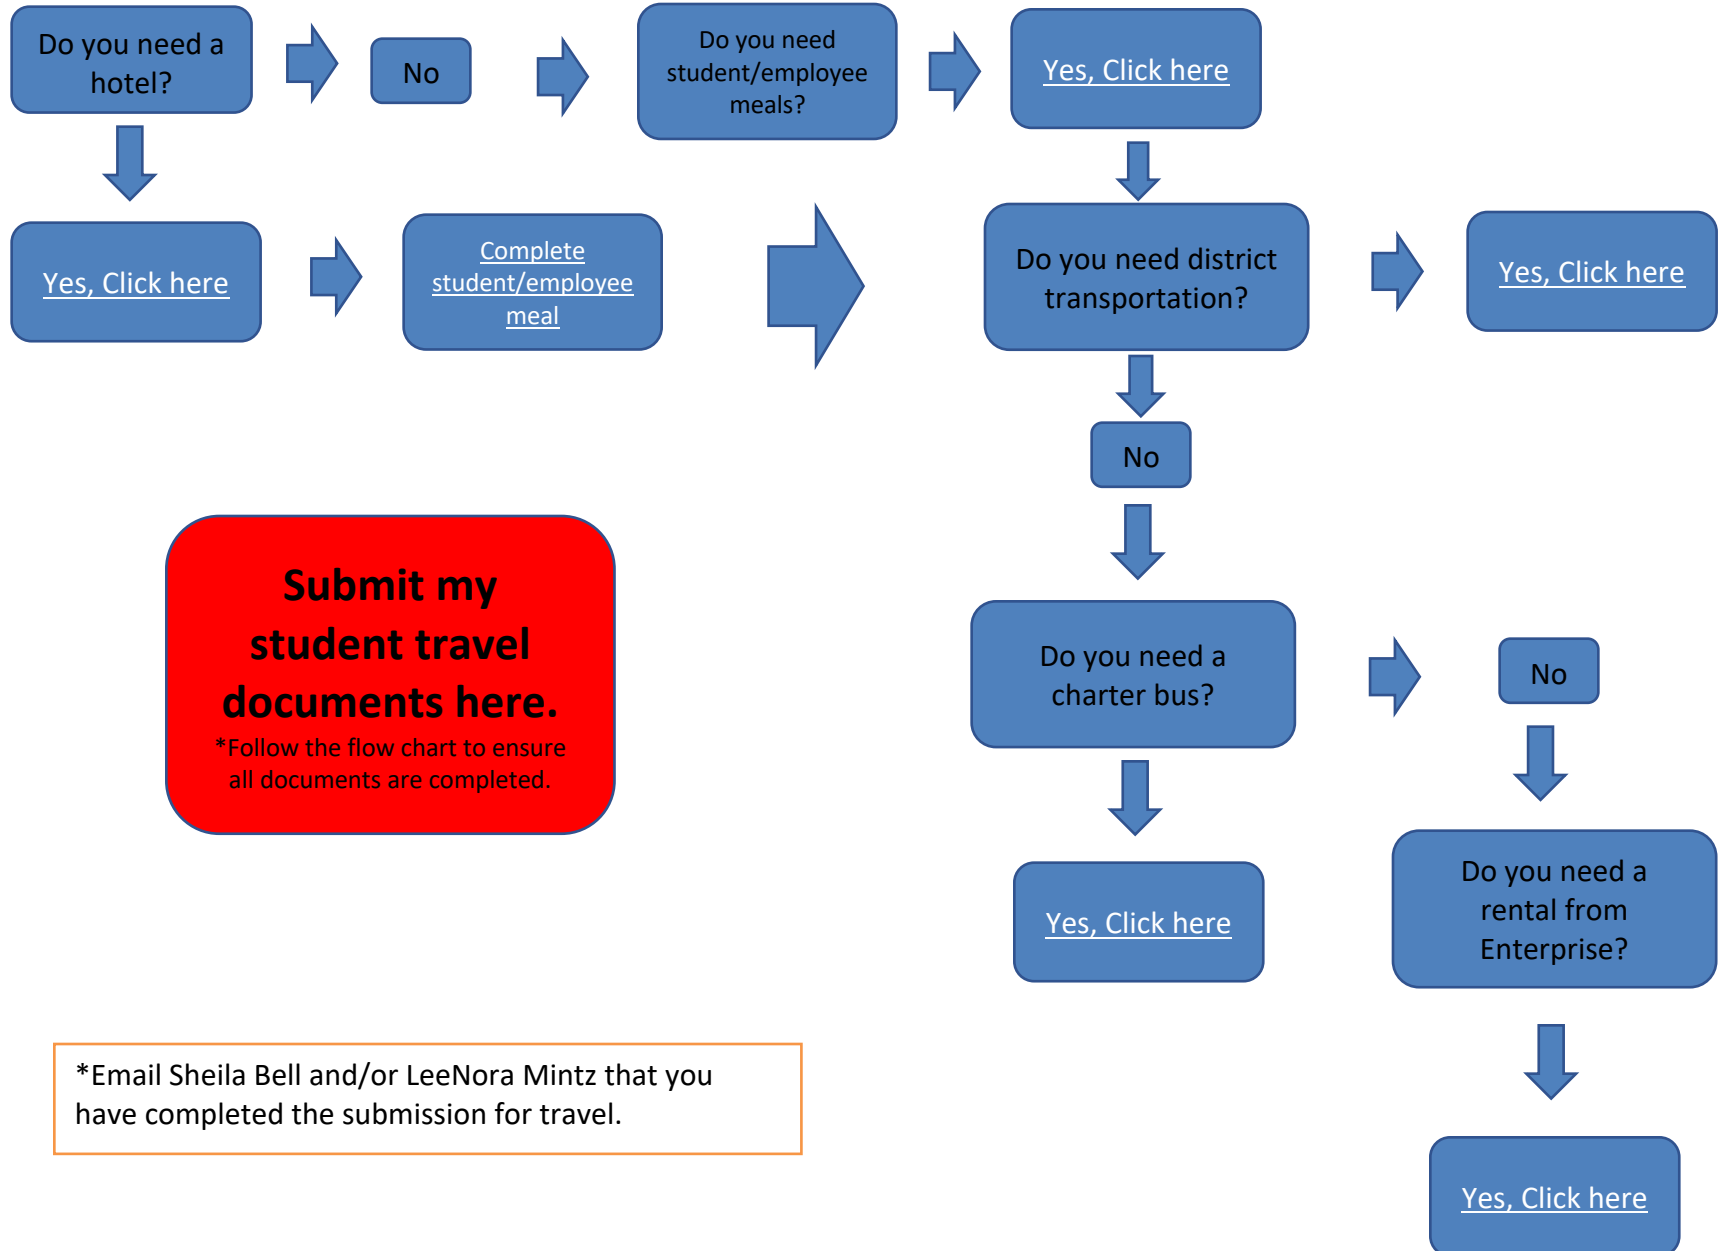 Do you need a
hotel?
No
Do you need
student/employee
meals?
Yes, Click here
Yes, Click here
Complete
student/employee
meal
Do you need district
transportation?
Yes, Click here
No
Submit my
student travel
documents here.
*Follow the flow chart to ensure
all documents are completed.
Do you need a
charter bus?
No
Yes, Click here
Do you need a
rental from
Enterprise?
*Email Sheila Bell and/or LeeNora Mintz that you
have completed the submission for travel.
Yes, Click here